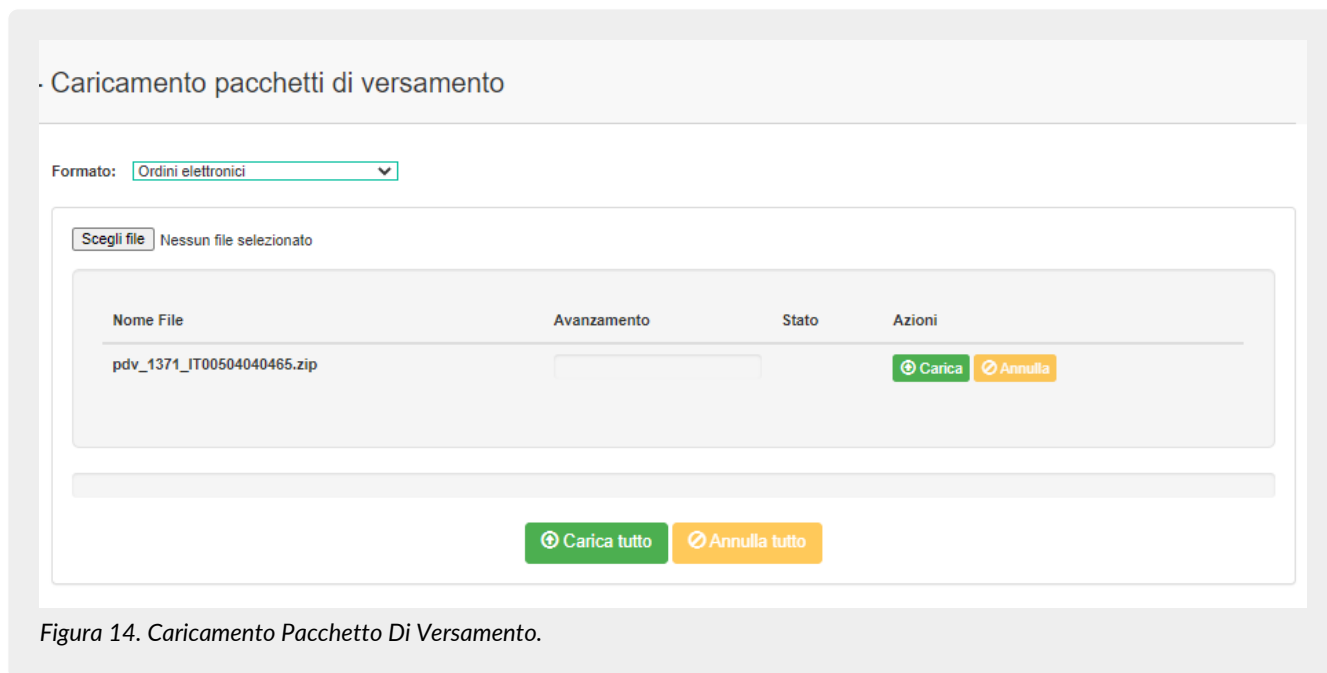 - Caricamento pacchetti di versamento
Formato: Ordini elettronici
Scegli file Nessun file selezionato
Nome File Avanzamento Stato Azioni
pdv_1371_IT00504040465.zip Carica Annulla
Carica tutto Annulla tutto
Figura 14. Caricamento Pacchetto Di Versamento.